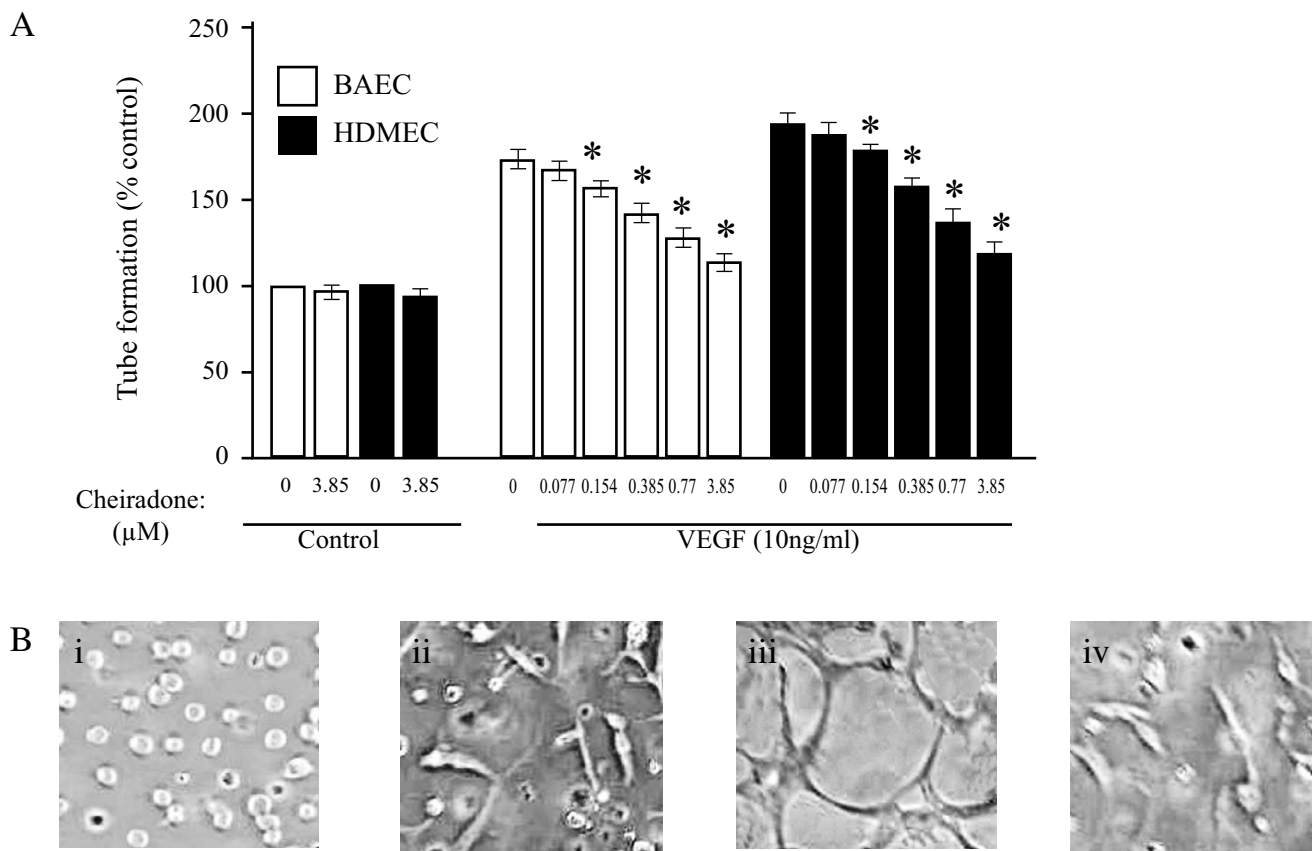 A
Tube formation (% control)
250
200
150
100
50
0
BAEC
HDMEC
* * * *
* * * *
Cheiradone:
(µM)
0 3.85 0 3.85
0 0.077 0.154 0.385 0.77 3.85
0 0.077 0.154 0.385 0.77 3.85
Control
VEGF (10ng/ml)
B
i
ii
iii
iv